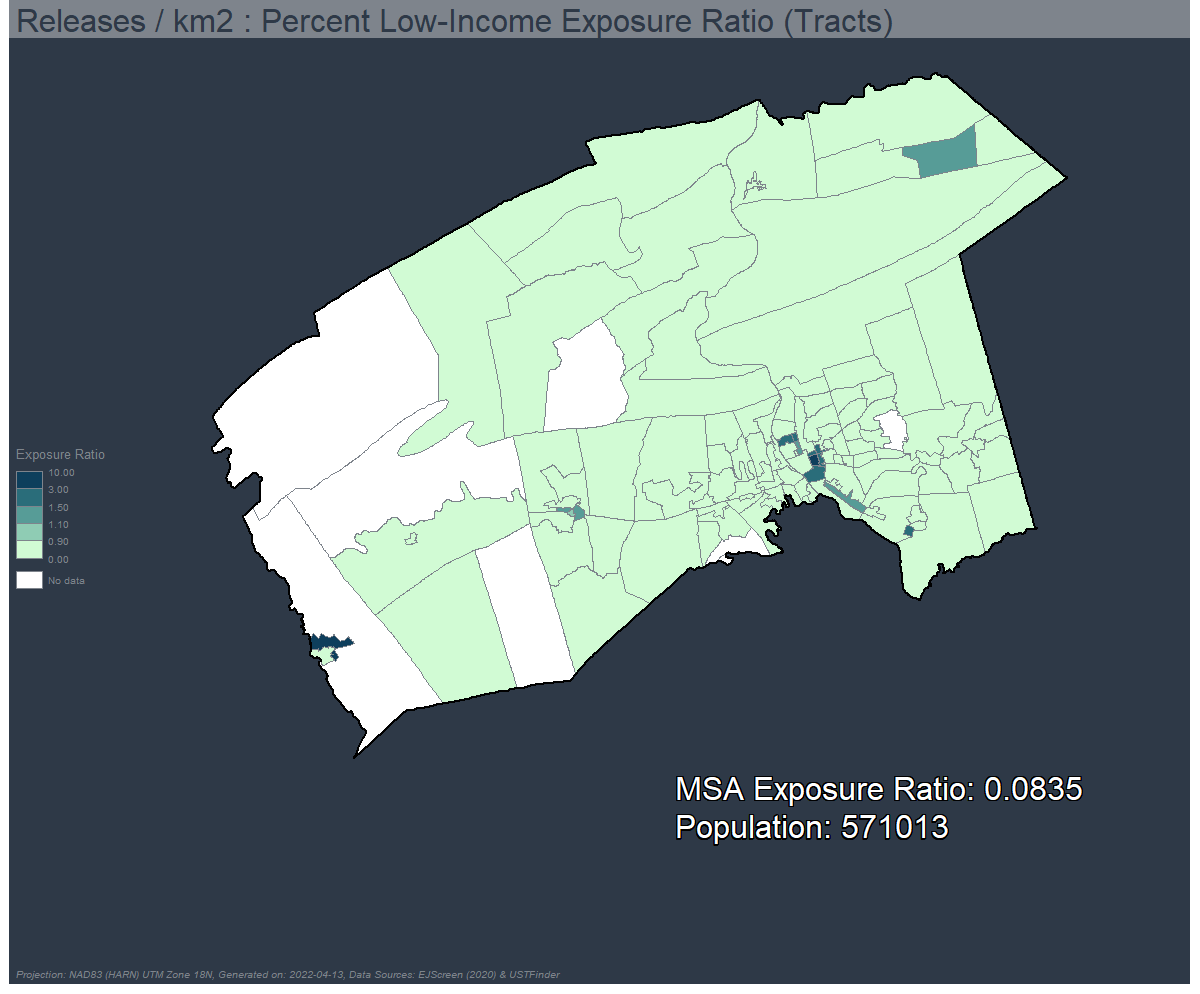 Releases / km2 : Percent Low-Income Exposure Ratio (Tracts)
Exposure Ratio
10.00
3.00
1.50
1.10
0.90
0.00
No data
MSA Exposure Ratio: 0.0835
Population: 571013
Projection: NAD83 (HARN) UTM Zone 18N, Generated on: 2022-04-13, Data Sources: EJScreen (2020) & USTFinder